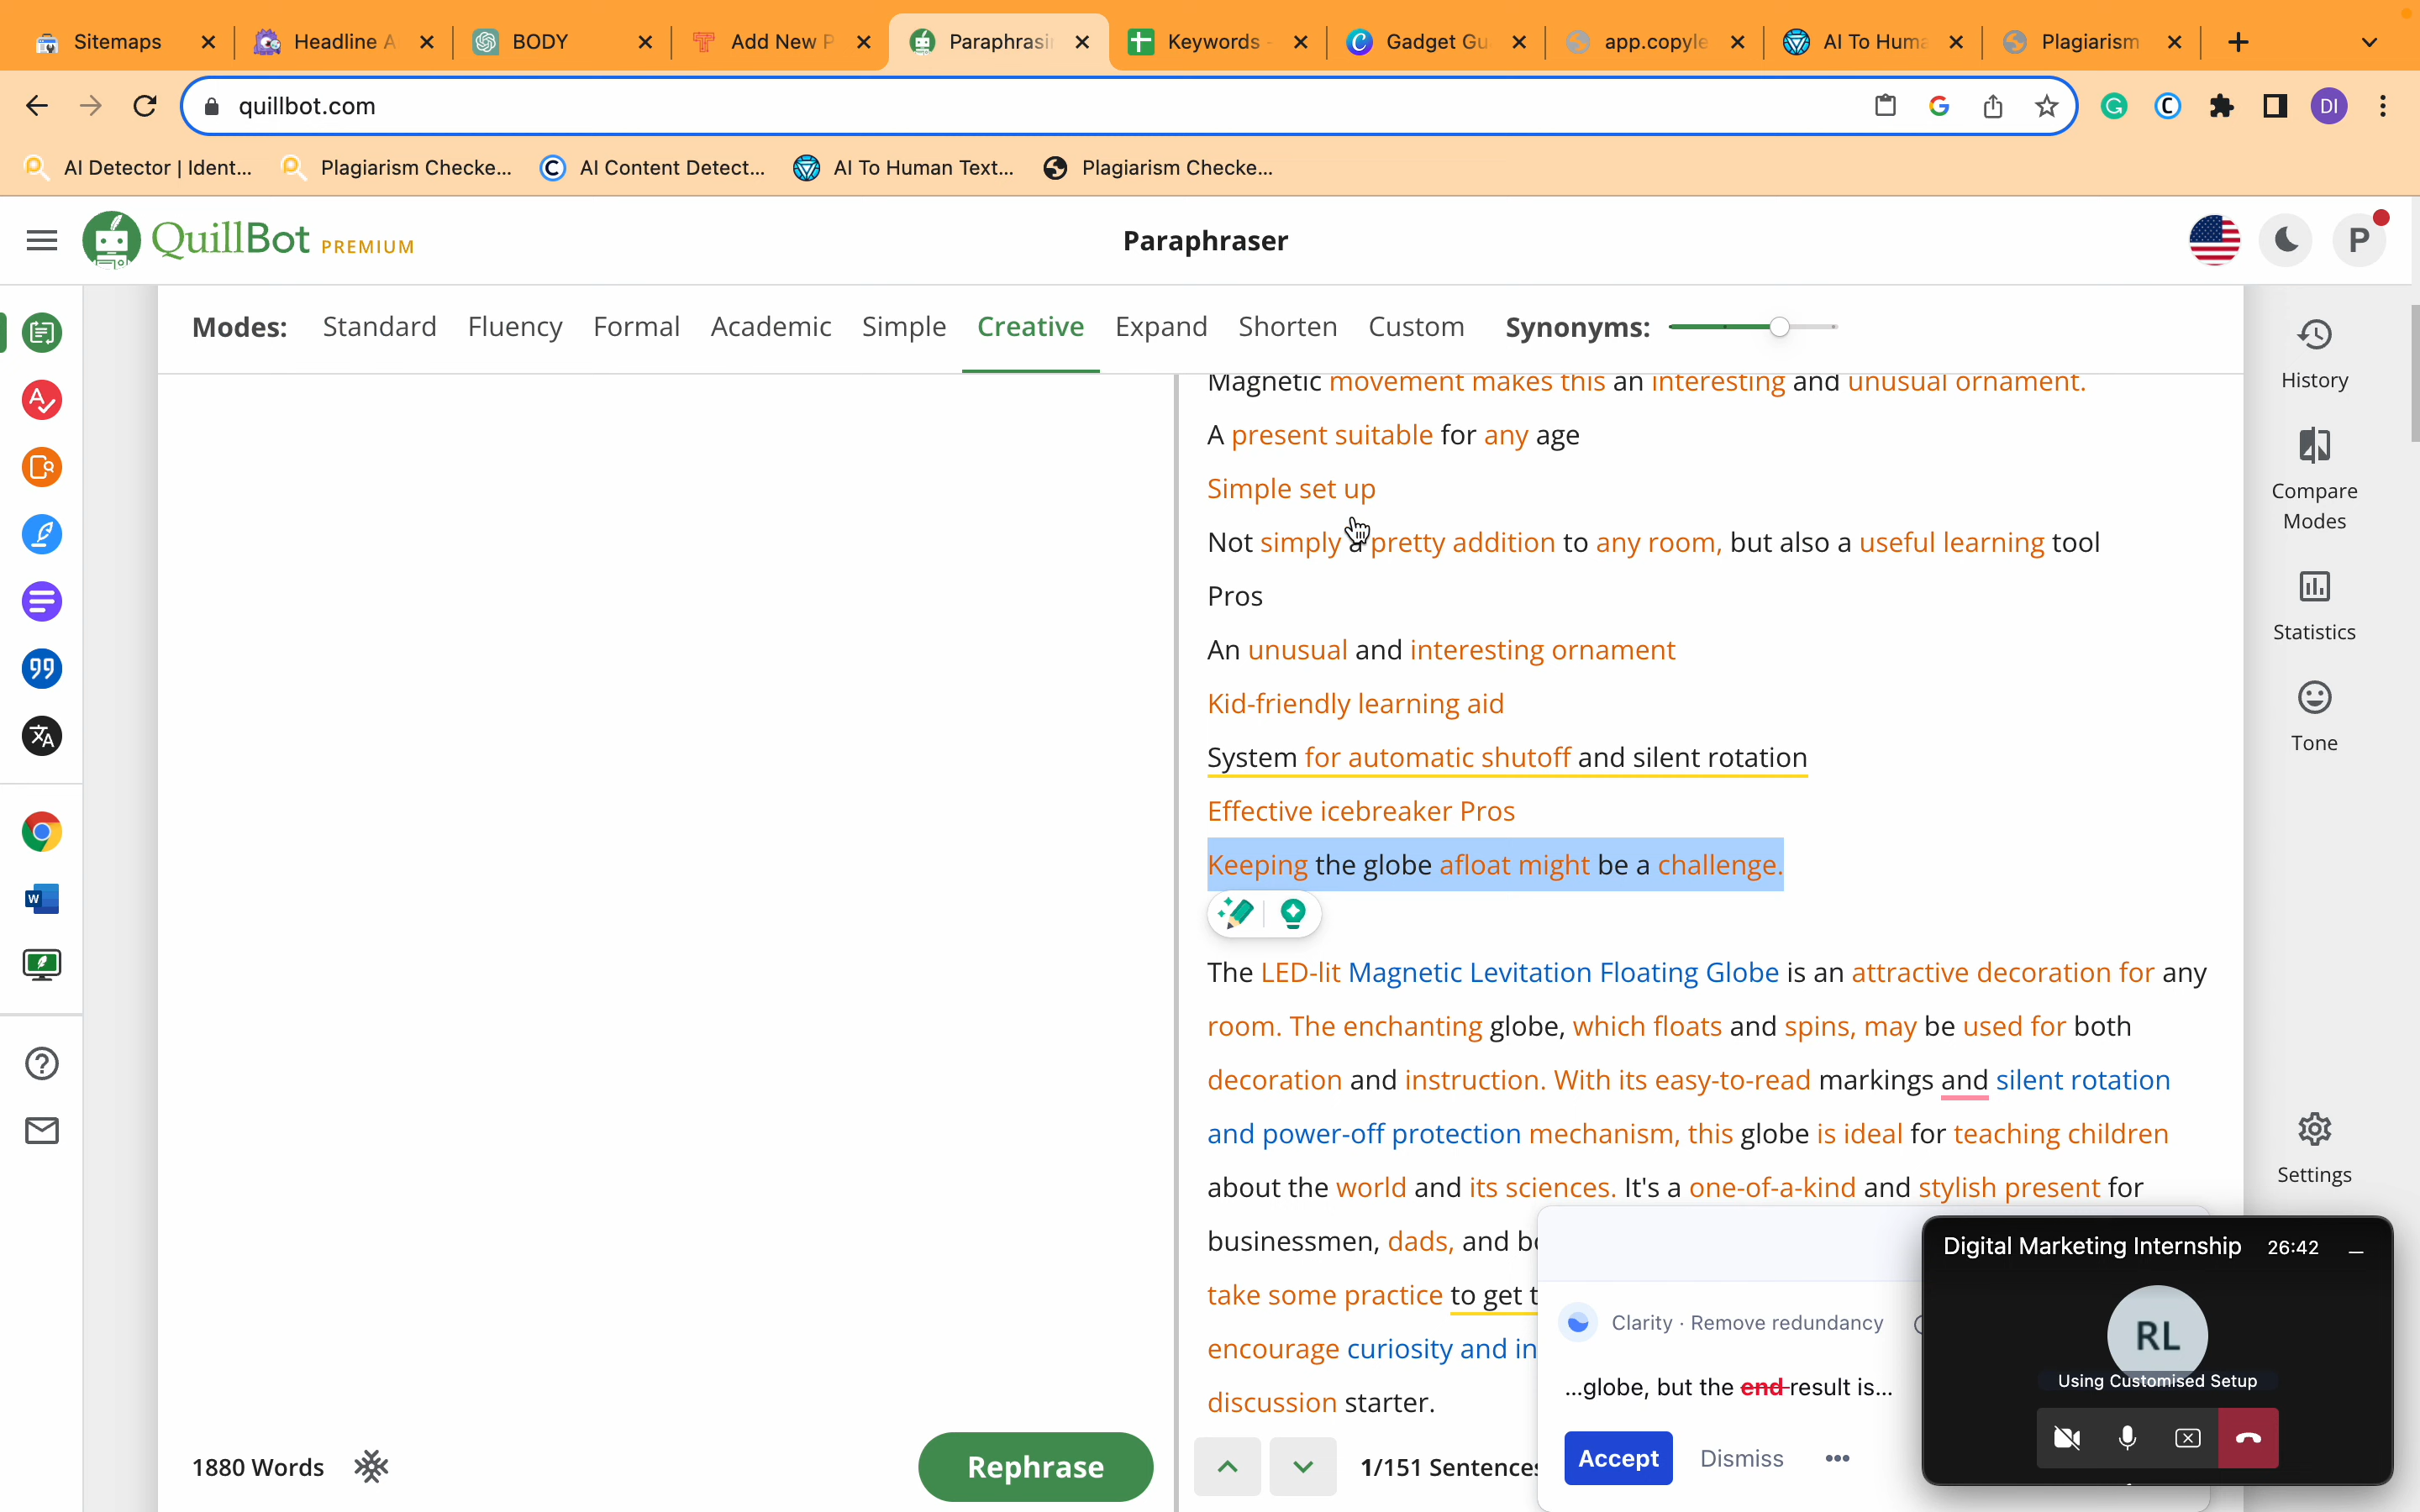 Sitemaps
Headline A
BODY
Add New P
Paraphrasi
Keywords -
Gadget Gu
app.copyle
AI To Huma
Plagiarism
quillbot.com
DI
AI Detector | Ident...
Plagiarism Checke...
AI Content Detect...
AI To Human Text...
Plagiarism Checke...
QuillBot PREMIUM
Paraphraser
P
Modes: Standard Fluency Formal Academic Simple Creative Expand Shorten Custom Synonyms:
History
Compare
Modes
Statistics
Tone
Settings
Magnetic movement makes this an interesting and unusual ornament.
A present suitable for any age
Simple set up
Not simply a pretty addition to any room, but also a useful learning tool
Pros
An unusual and interesting ornament
Kid-friendly learning aid
System for automatic shutoff and silent rotation
Effective icebreaker Pros
Keeping the globe afloat might be a challenge.
The LED-lit Magnetic Levitation Floating Globe is an attractive decoration for any
room. The enchanting globe, which floats and spins, may be used for both
decoration and instruction. With its easy-to-read markings and silent rotation
and power-off protection mechanism, this globe is ideal for teaching children
about the world and its sciences. It's a one-of-a-kind and stylish present for
businessmen, dads, and
take some practice to get
encourage curiosity and in
discussion starter.
1880 Words
Rephrase
1/151 Sentences
Clarity · Remove redundancy
...globe, but the end result is...
Accept
Dismiss
Digital Marketing Internship 26:42
RL
Using Customised Setup